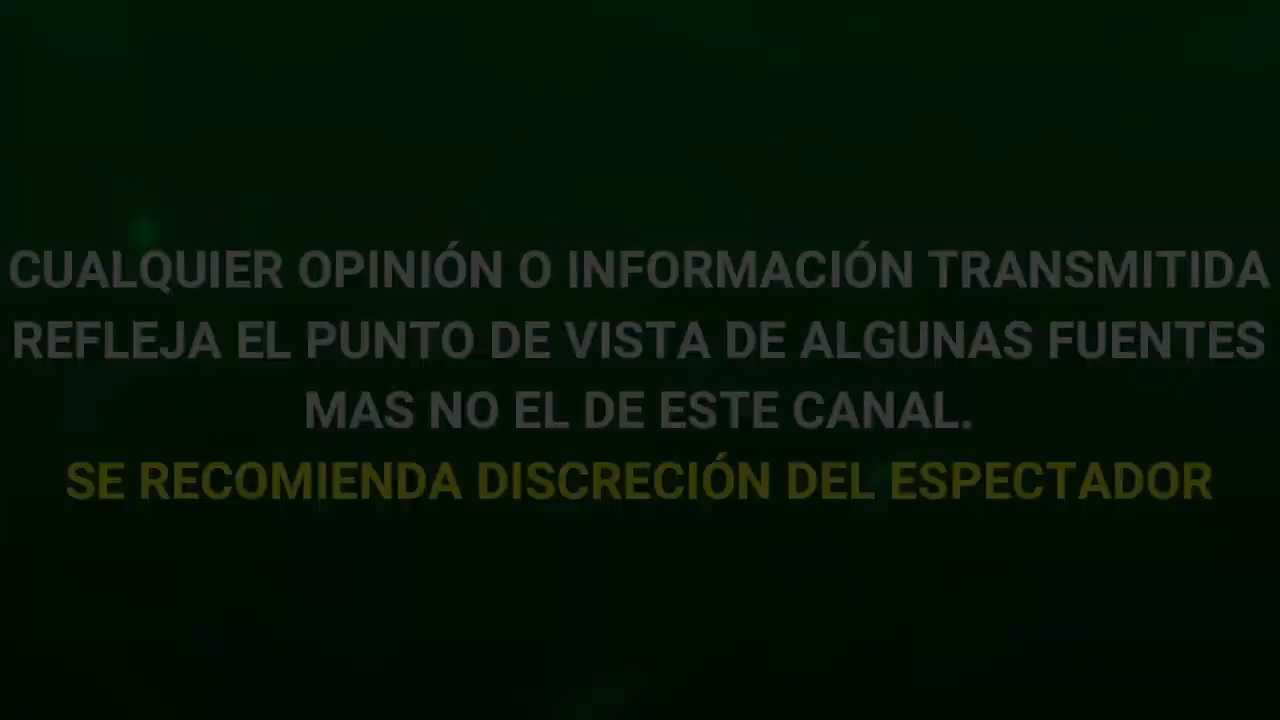 CUALQUIER OPINIÓN O INFORMACIÓN TRANSMITIDA
REFLEJA EL PUNTO DE VISTA DE ALGUNAS FUENTES
MAS NO EL DE ESTE CANAL.
SE RECOMIENDA DISCRECIÓN DEL ESPECTADOR